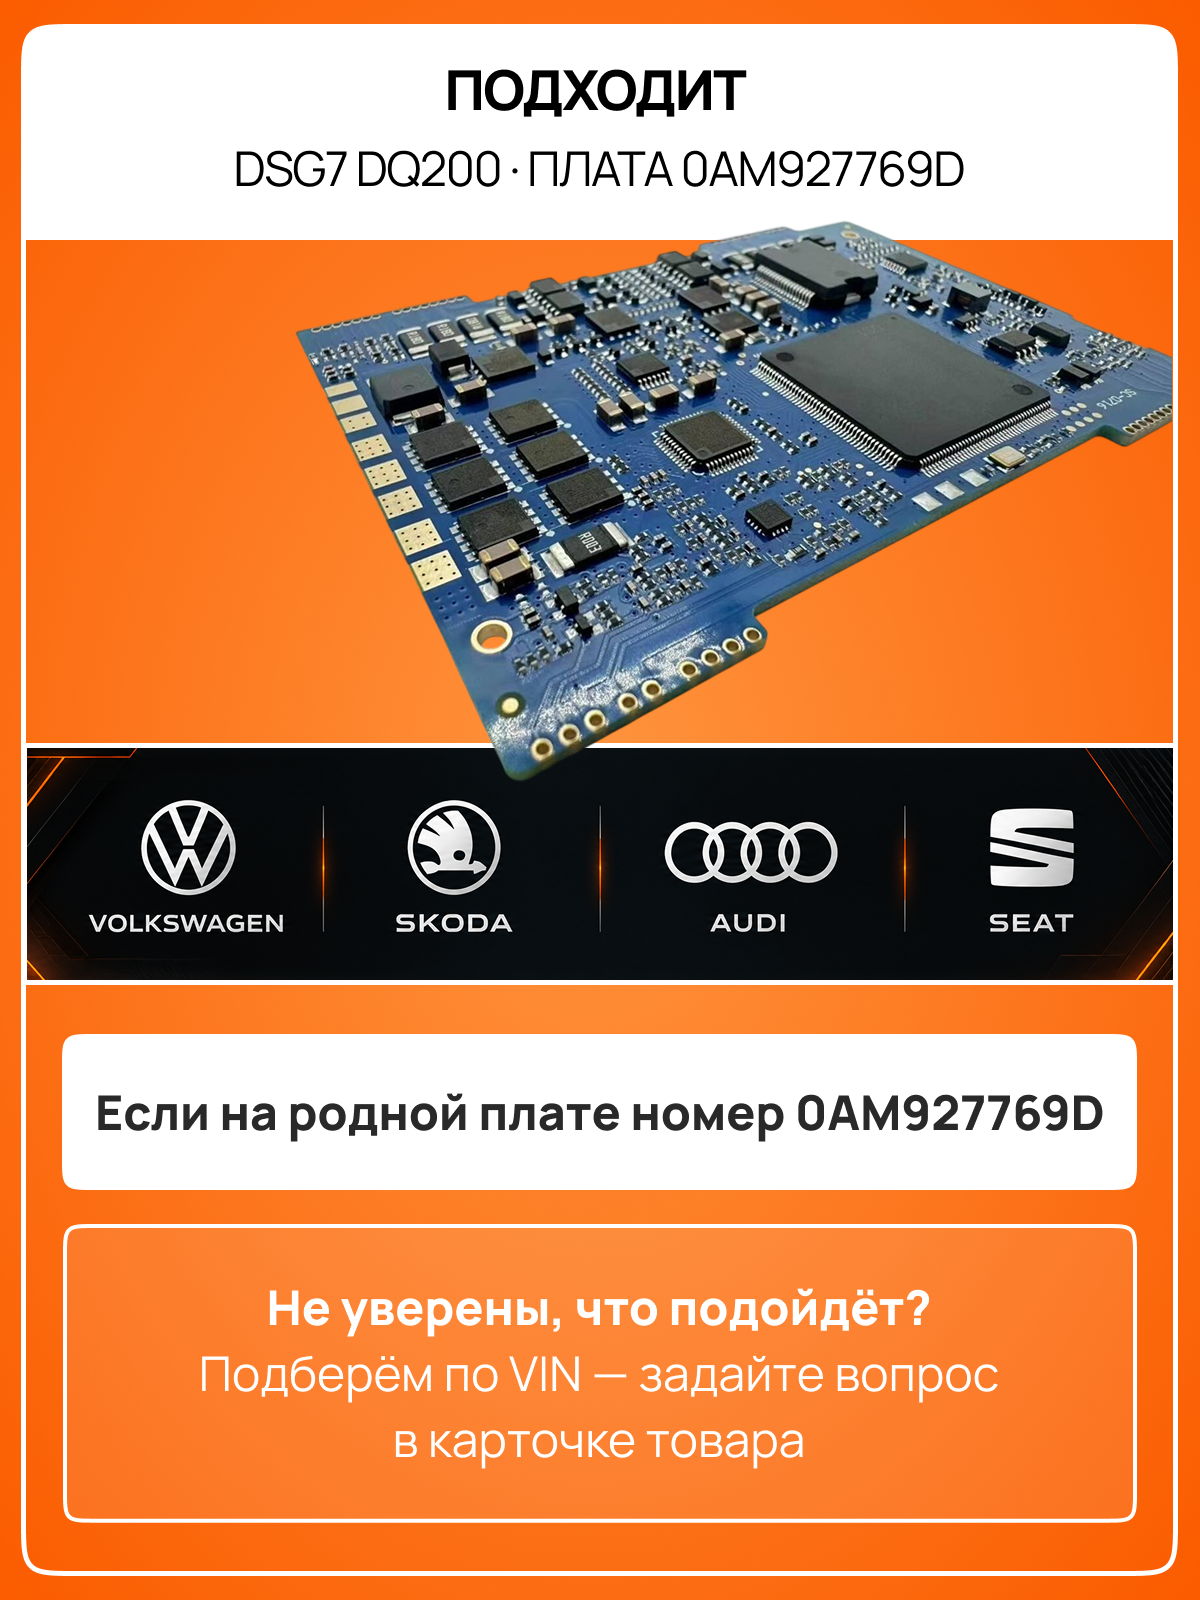 ПОДХОДИТ
DSG7 DQ200 · ПЛАТА 0AM927769D
R003
VOLKSWAGEN
SKODA
AUDI
SEAT
Если на родной плате номер 0AM927769D
Не уверены, что подойдёт?
Подберём по VIN — задайте вопрос
в карточке товара